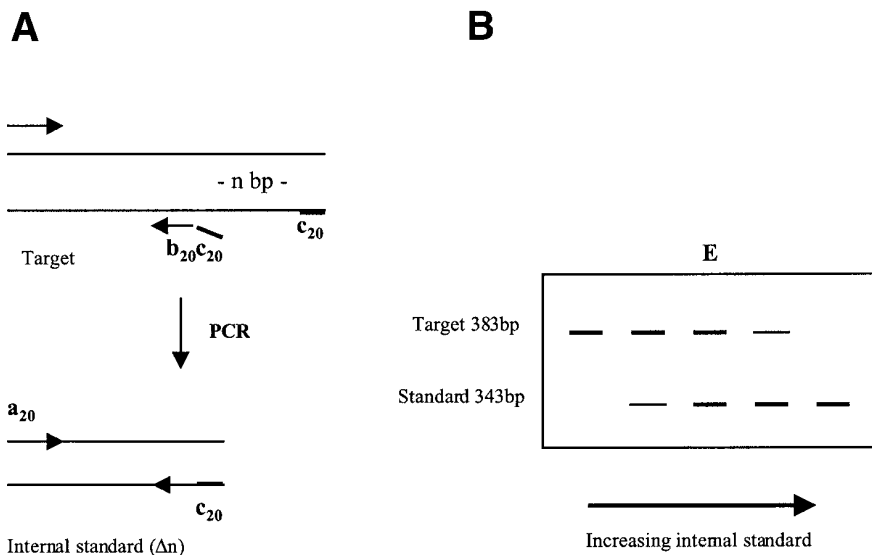 A
- n bp -
c20
b20c20
Target
PCR
a20
c20
Internal standard (Δn)
B
E
Target 383bp
Standard 343bp
Increasing internal standard